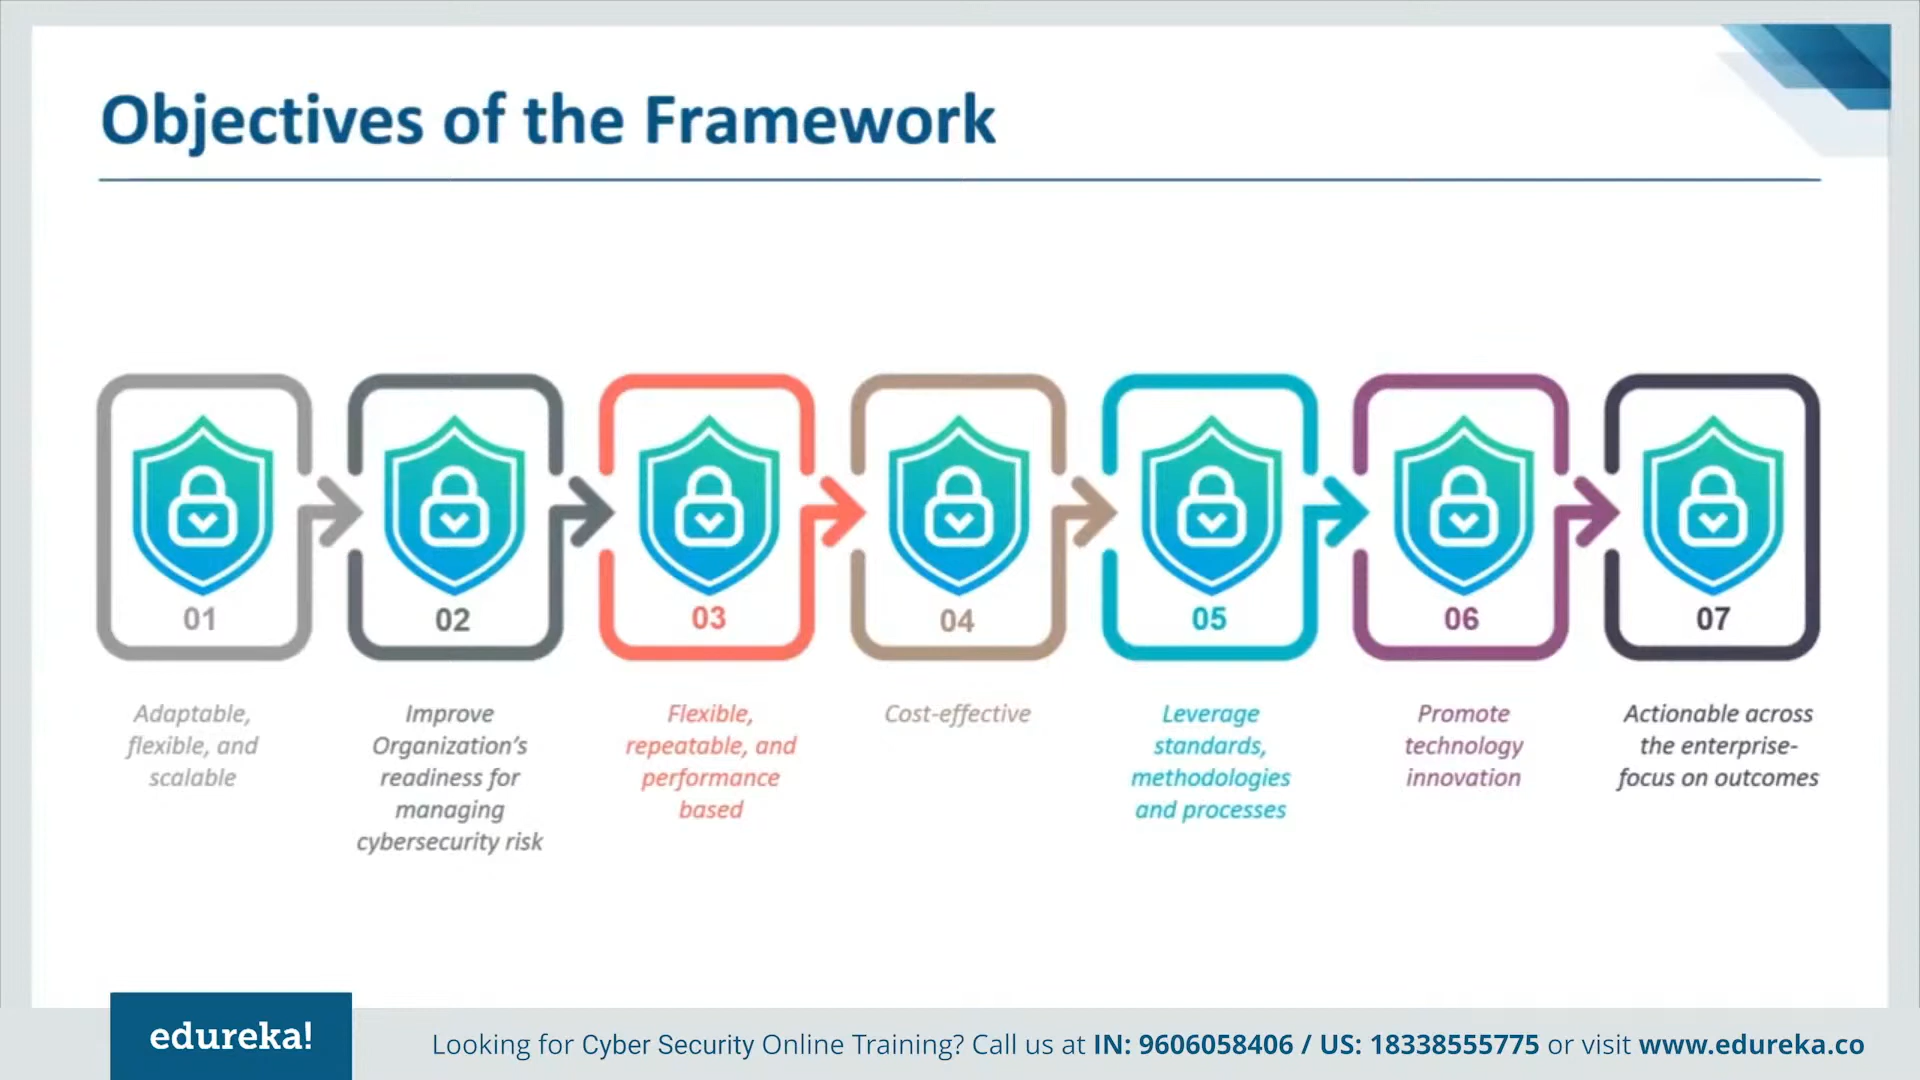 Objectives of the Framework
01
02
03
04
05
06
07
Adaptable,
flexible, and
scalable
Improve
Organization's
readiness for
managing
cybersecurity risk
Flexible,
repeatable, and
performance
based
Cost-effective
Leverage
standards,
methodologies
and processes
Promote
technology
innovation
Actionable across
the enterprise-
focus on outcomes
edureka!
Looking for Cyber Security Online Training? Call us at IN: 9606058406 / US: 18338555775 or visit www.edureka.co